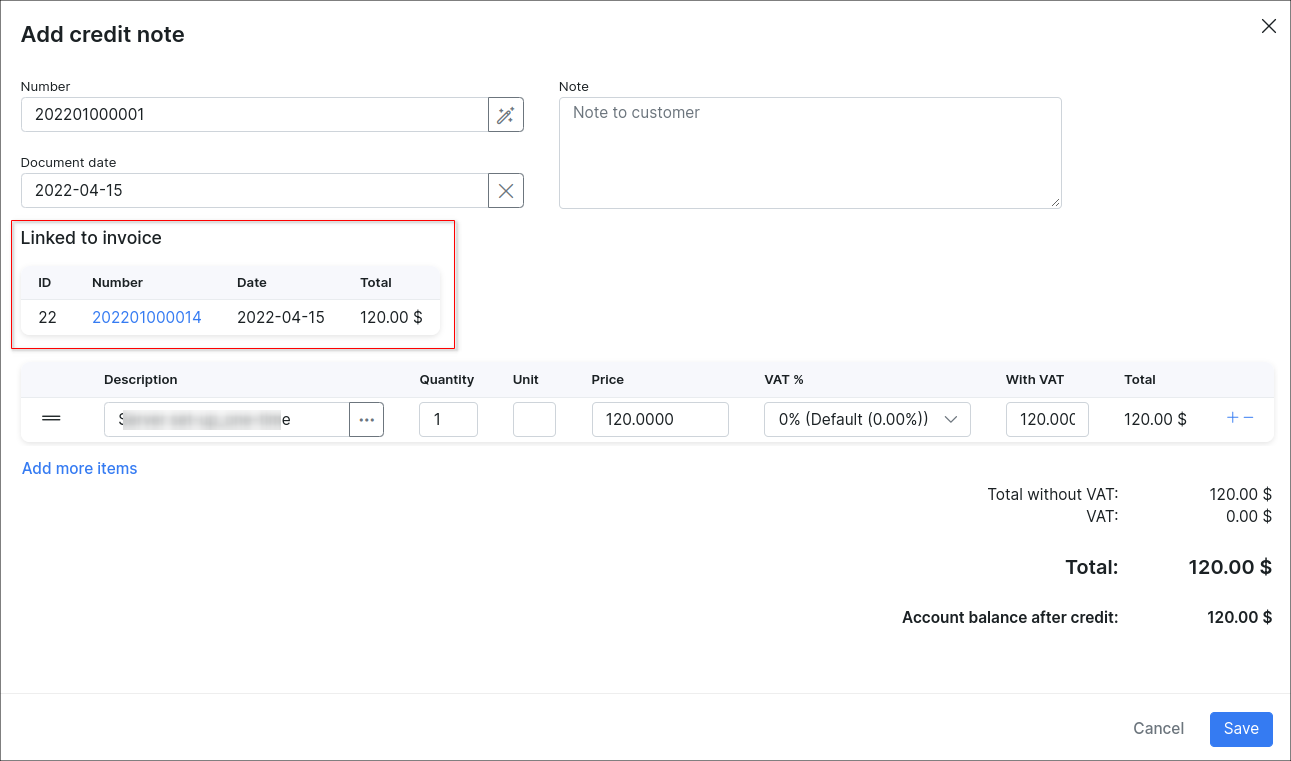 Add credit note
Number
202201000001
Document date
2022-04-15
Note
Note to customer
Linked to invoice
ID Number Date Total
22 202201000014 2022-04-15 120.00 $
Description Quantity Unit Price VAT % With VAT Total
1 120.0000 0% (Default (0.00%)) 120.000 120.00 $
Add more items
Total without VAT: 120.00 $
VAT: 0.00 $
Total: 120.00 $
Account balance after credit: 120.00 $
Cancel Save